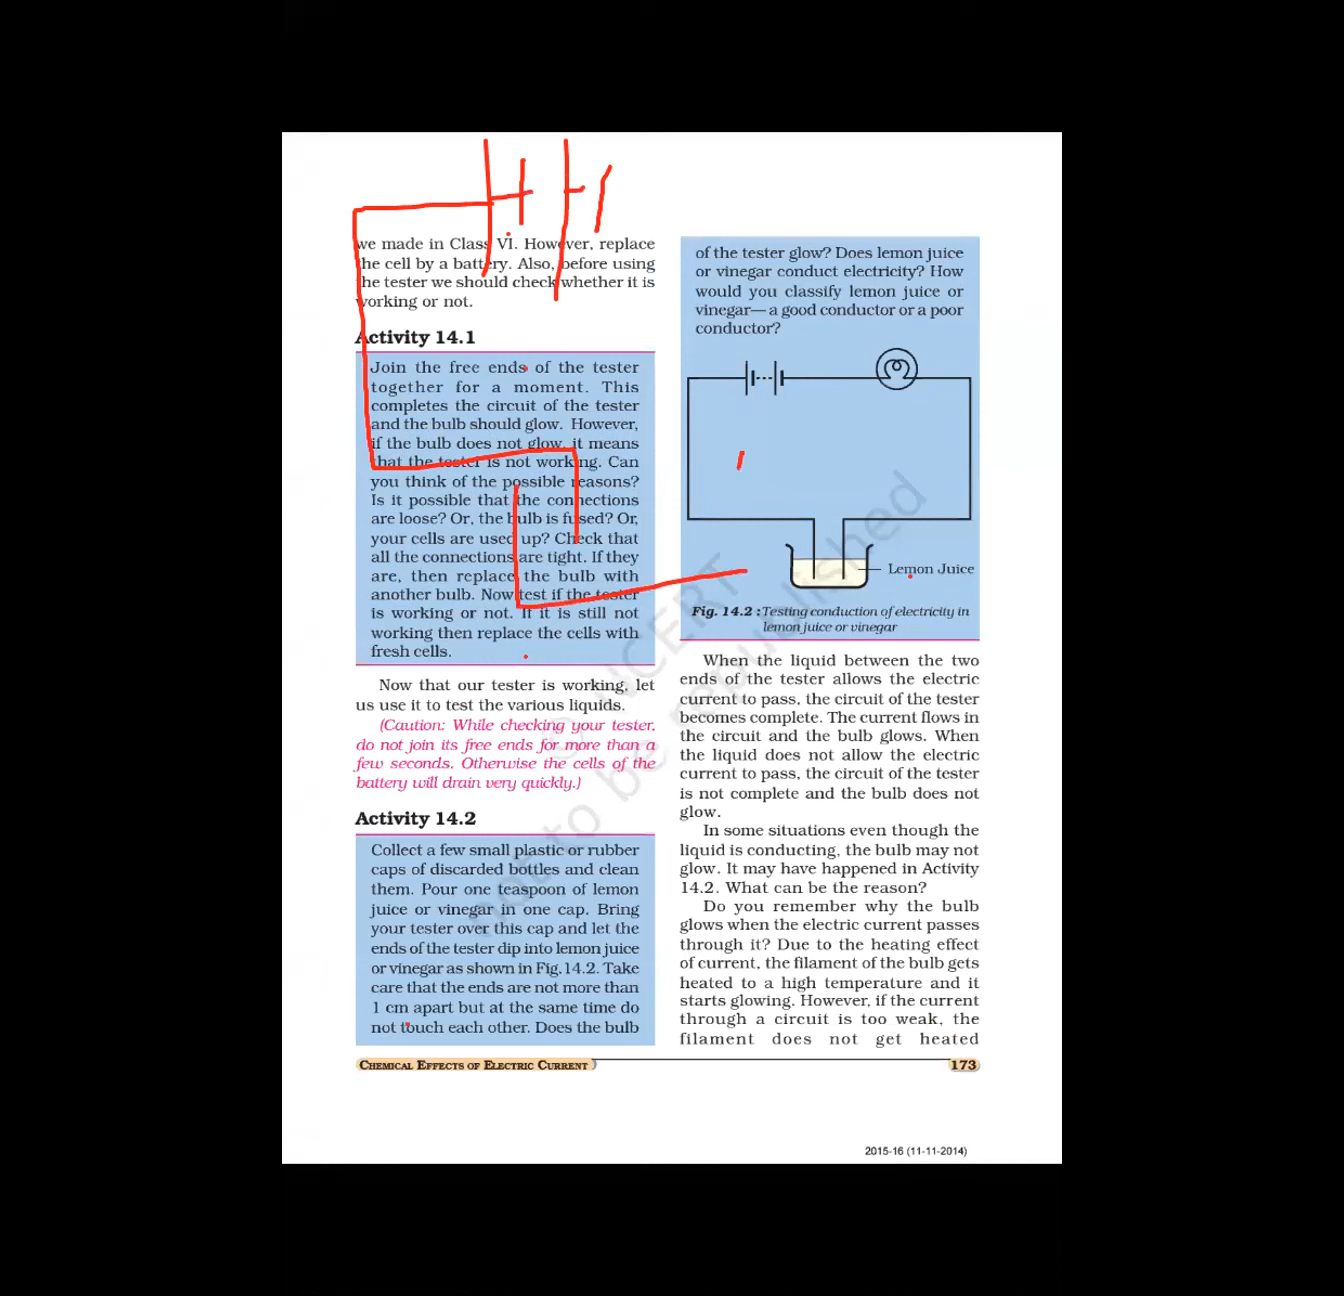 we made in Class VI. However, replace
the cell by a battery. Also, before using
the tester we should check whether it is
working or not.
Activity 14.1
Join the free ends of the tester
together for a moment. This
completes the circuit of the tester
and the bulb should glow. However,
if the bulb does not glow, it means
that the tester is not working. Can
you think of the possible reasons?
Is it possible that the connections
are loose? Or, the bulb is fused? Or,
your cells are used up? Check that
all the connections are tight. If they
are, then replace the bulb with
another bulb. Now test if the tester
is working or not. If it is still not
working then replace the cells with
fresh cells.
Now that our tester is working, let
us use it to test the various liquids.
(Caution: While checking your tester,
do not join its free ends for more than a
few seconds. Otherwise the cells of the
battery will drain very quickly.)
Activity 14.2
Collect a few small plastic or rubber
caps of discarded bottles and clean
them. Pour one teaspoon of lemon
juice or vinegar in one cap. Bring
your tester over this cap and let the
ends of the tester dip into lemon juice
or vinegar as shown in Fig.14.2. Take
care that the ends are not more than
1 cm apart but at the same time do
not touch each other. Does the bulb
of the tester glow? Does lemon juice
or vinegar conduct electricity? How
would you classify lemon juice or
vinegar— a good conductor or a poor
conductor?
Lemon Juice
Fig. 14.2 : Testing conduction of electricity in
lemon juice or vinegar
When the liquid between the two
ends of the tester allows the electric
current to pass, the circuit of the tester
becomes complete. The current flows in
the circuit and the bulb glows. When
the liquid does not allow the electric
current to pass, the circuit of the tester
is not complete and the bulb does not
glow.
In some situations even though the
liquid is conducting, the bulb may not
glow. It may have happened in Activity
14.2. What can be the reason?
Do you remember why the bulb
glows when the electric current passes
through it? Due to the heating effect
of current, the filament of the bulb gets
heated to a high temperature and it
starts glowing. However, if the current
through a circuit is too weak, the
filament does not get heated
CHEMICAL EFFECTS OF ELECTRIC CURRENT
173
2015-16 (11-11-2014)
© NCERT
not to be republished